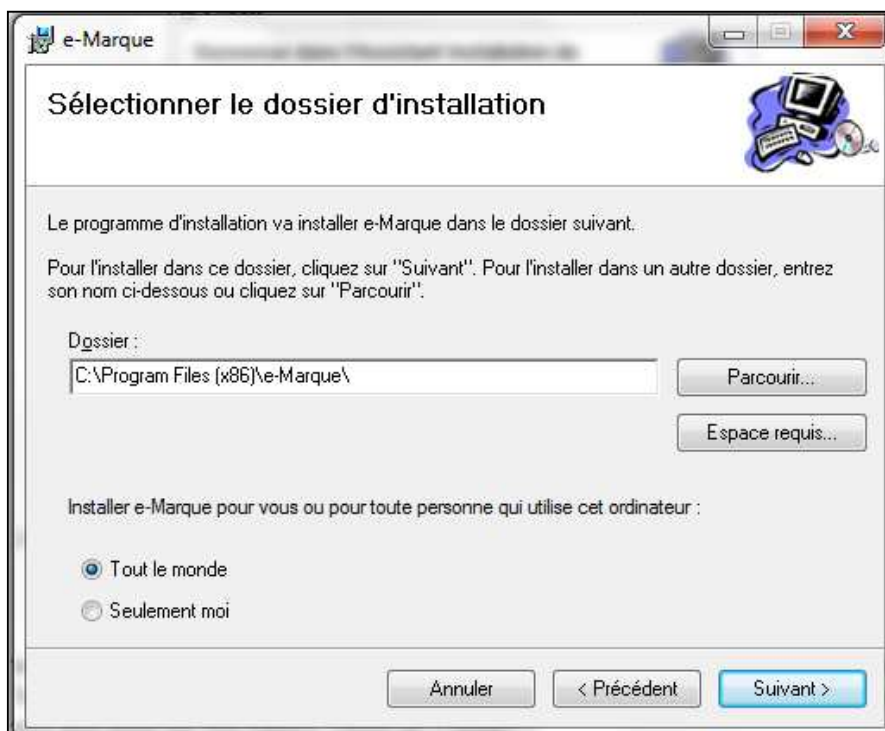 e-Marque
Sélectionner le dossier d'installation
Le programme d'installation va installer e-Marque dans le dossier suivant.
Pour l'installer dans ce dossier, cliquez sur "Suivant". Pour l'installer dans un autre dossier, entrez
son nom ci-dessous ou cliquez sur "Parcourir".
Dossier :
C:\Program Files (x86)\e-Marque\
Parcourir...
Espace requis...
Installer e-Marque pour vous ou pour toute personne qui utilise cet ordinateur :
Tout le monde
Seulement moi
Annuler
< Précédent
Suivant >